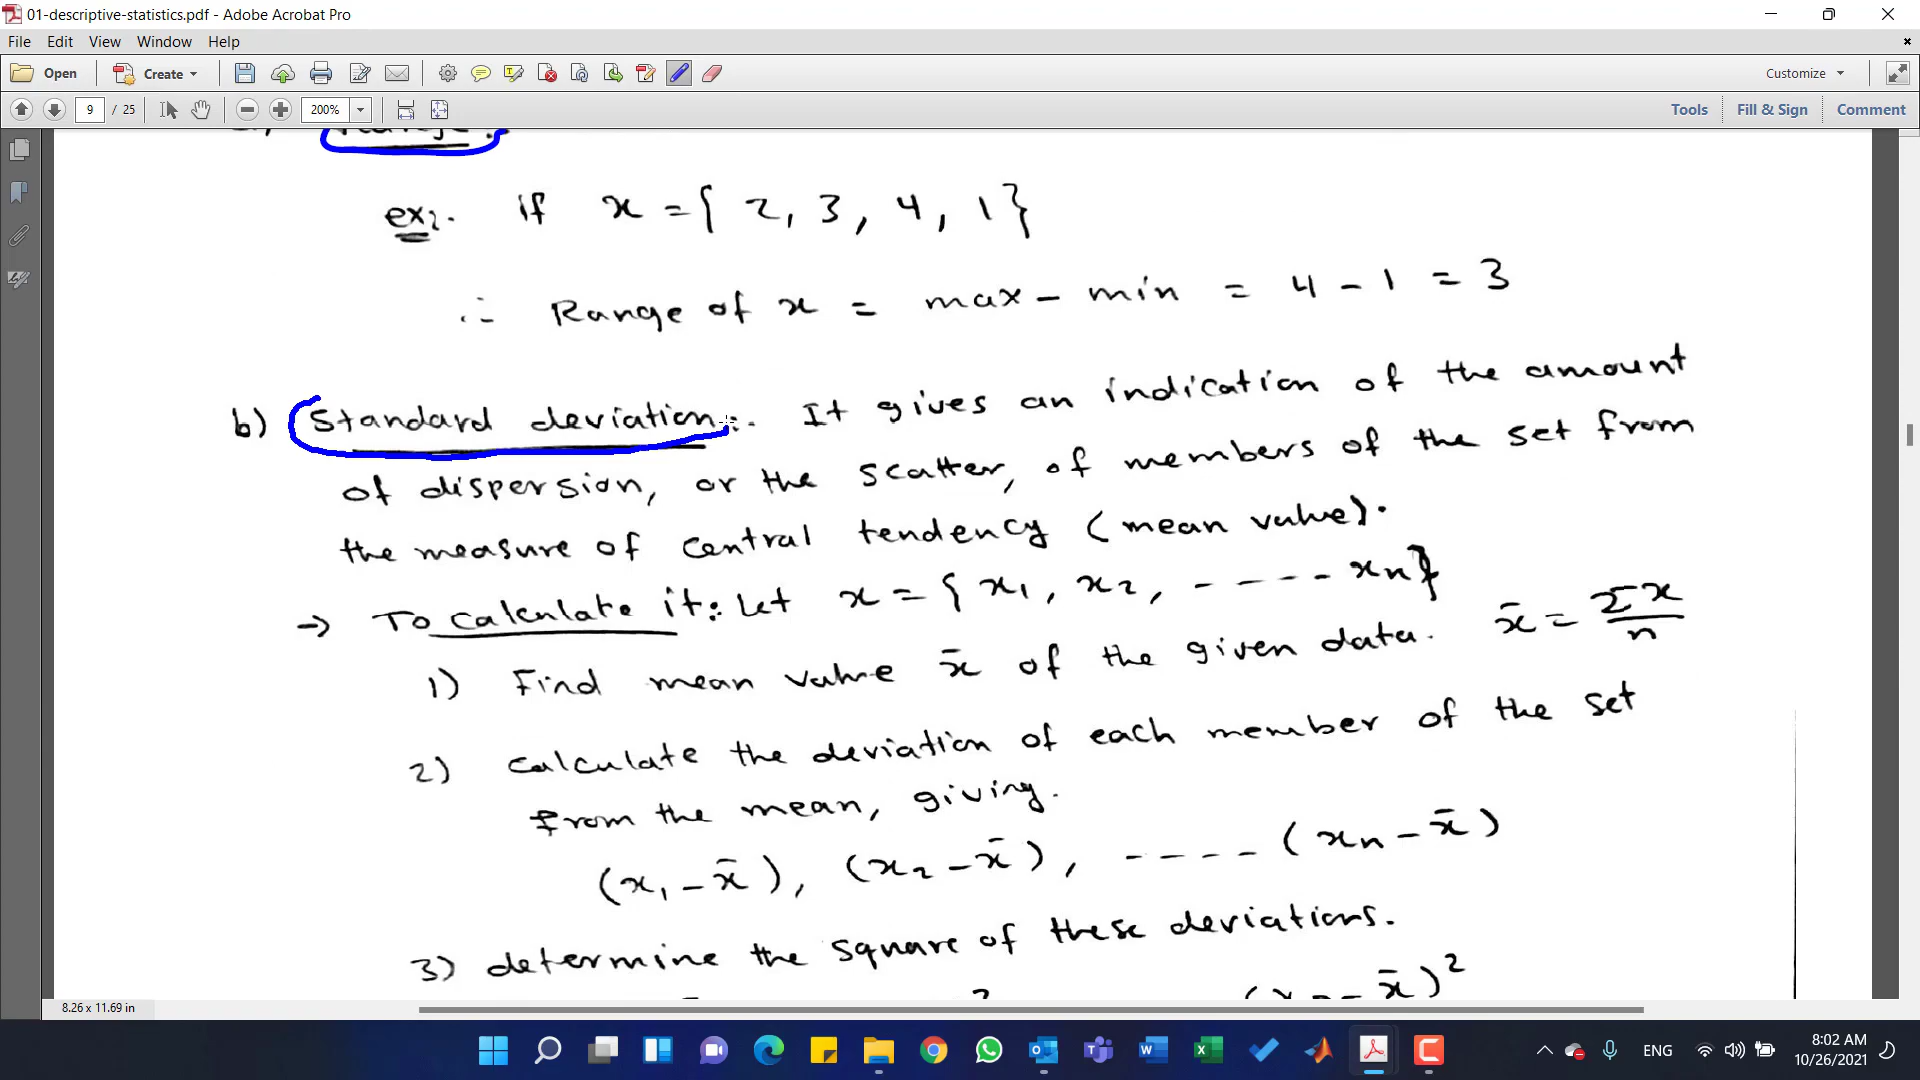 01-descriptive-statistics.pdf - Adobe Acrobat Pro
File Edit View Window Help
Open Create Customize
9 / 25 200% Tools Fill & Sign Comment
Range:
ex:. if x = { 2, 3, 4, 1}
∴ Range of x = max - min = 4 - 1 = 3
b) Standard deviation:. It gives an indication of the amount
of dispersion, or the scatter, of members of the set from
the measure of central tendency (mean value).
→ To calculate it: Let x = { x1, x2, - - - - - xn}
1) Find mean value x̄ of the given data. x̄ = Σx/n
2) calculate the deviation of each member of the set
from the mean, giving.
(x1 - x̄), (x2 - x̄), - - - - (xn - x̄)
3) determine the square of these deviations.
(xn - x̄)²
8.26 x 11.69 in
ENG
8:02 AM
10/26/2021